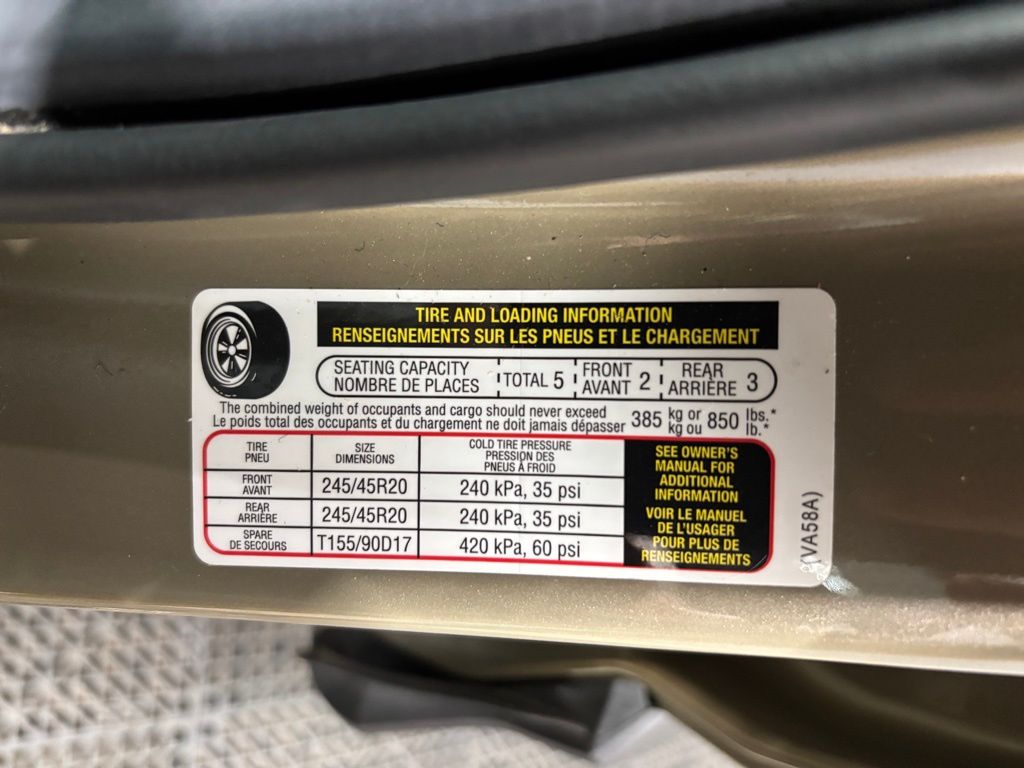 TIRE AND LOADING INFORMATION
RENSEIGNEMENTS SUR LES PNEUS ET LE CHARGEMENT
SEATING CAPACITY
NOMBRE DE PLACES
TOTAL 5
FRONT
AVANT 2
REAR
ARRIÈRE 3
The combined weight of occupants and cargo should never exceed
Le poids total des occupants et du chargement ne doit jamais dépasser
385 kg or 850 lbs.*
kg ou lb.*
TIRE
PNEU
SIZE
DIMENSIONS
COLD TIRE PRESSURE
PRESSION DES
PNEUS À FROID
FRONT
AVANT
245/45R20
240 kPa, 35 psi
REAR
ARRIÈRE
245/45R20
240 kPa, 35 psi
SPARE
DE SECOURS
T155/90D17
420 kPa, 60 psi
SEE OWNER'S
MANUAL FOR
ADDITIONAL
INFORMATION
VOIR LE MANUEL
DE L'USAGER
POUR PLUS DE
RENSEIGNEMENTS
(VA58A)